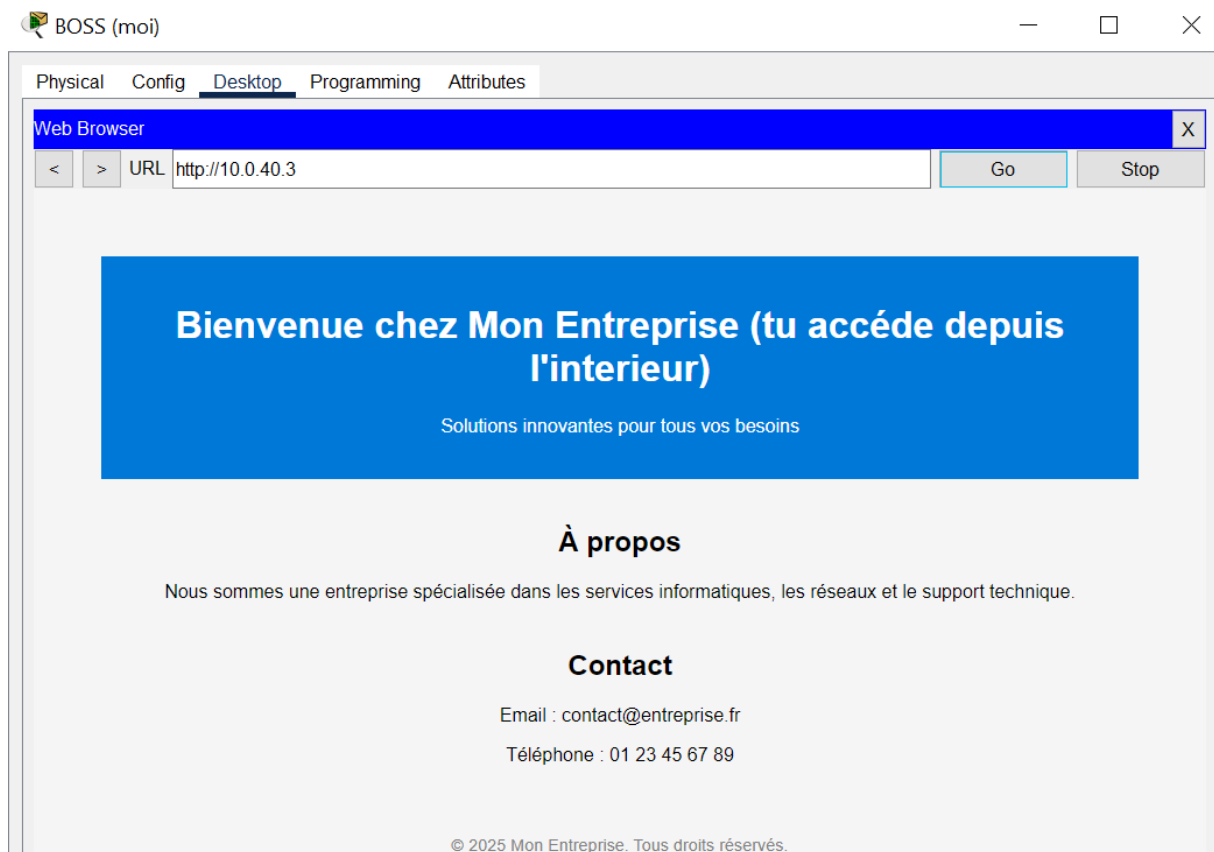 BOSS (moi)
Physical Config Desktop Programming Attributes
Web Browser
X
< > URL http://10.0.40.3 Go Stop
Bienvenue chez Mon Entreprise (tu accéde depuis
l'interieur)
Solutions innovantes pour tous vos besoins
À propos
Nous sommes une entreprise spécialisée dans les services informatiques, les réseaux et le support technique.
Contact
Email : contact@entreprise.fr
Téléphone : 01 23 45 67 89
© 2025 Mon Entreprise. Tous droits réservés.